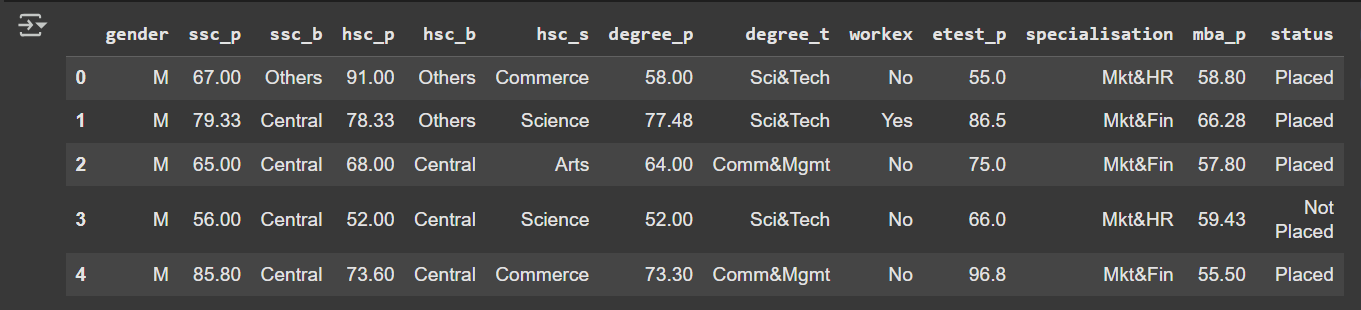 gender ssc_p ssc_b hsc_p hsc_b hsc_s degree_p degree_t workex etest_p specialisation mba_p status
0 M 67.00 Others 91.00 Others Commerce 58.00 Sci&Tech No 55.0 Mkt&HR 58.80 Placed
1 M 79.33 Central 78.33 Others Science 77.48 Sci&Tech Yes 86.5 Mkt&Fin 66.28 Placed
2 M 65.00 Central 68.00 Central Arts 64.00 Comm&Mgmt No 75.0 Mkt&Fin 57.80 Placed
3 M 56.00 Central 52.00 Central Science 52.00 Sci&Tech No 66.0 Mkt&HR 59.43 Not
Placed
4 M 85.80 Central 73.60 Central Commerce 73.30 Comm&Mgmt No 96.8 Mkt&Fin 55.50 Placed